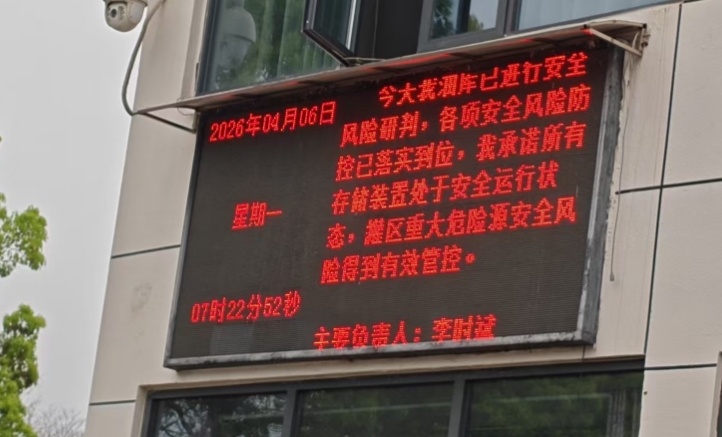 2026年04月06日
星期一
07时22分52秒
今天我油库已进行安全
风险研判，各项安全风险防
控已落实到位，我承诺所有
存储装置处于安全运行状
态，罐区重大危险源安全风
险得到有效管控。
主要负责人：李时